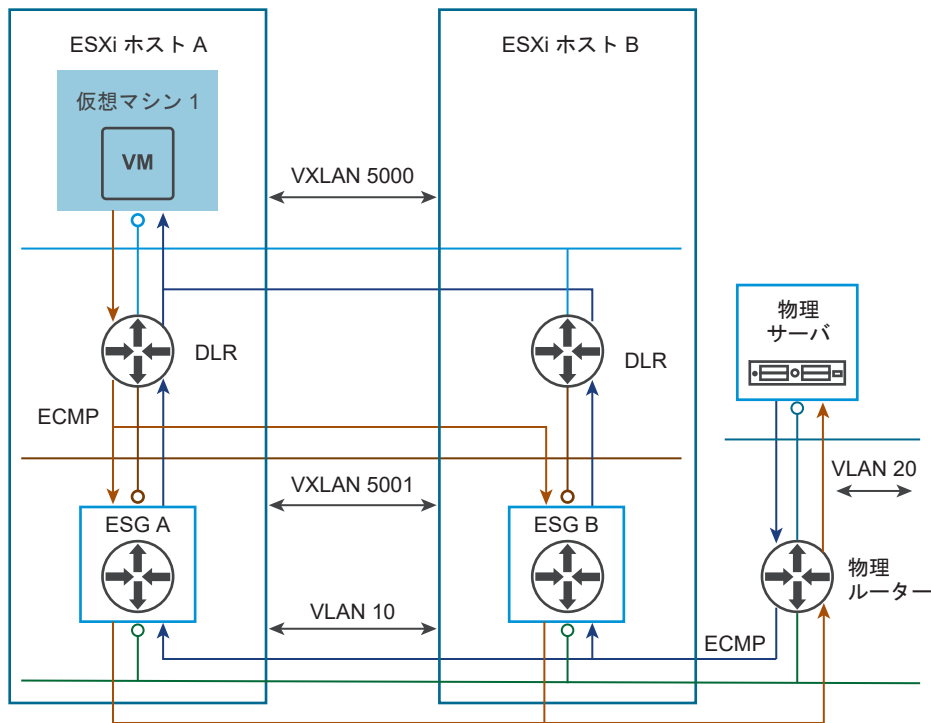 ESXi ホスト A
ESXi ホスト B
仮想マシン 1
VM
VXLAN 5000
物理
サーバ
DLR
DLR
ECMP
VLAN 20
VXLAN 5001
ESG A
ESG B
物理
ルーター
VLAN 10
ECMP